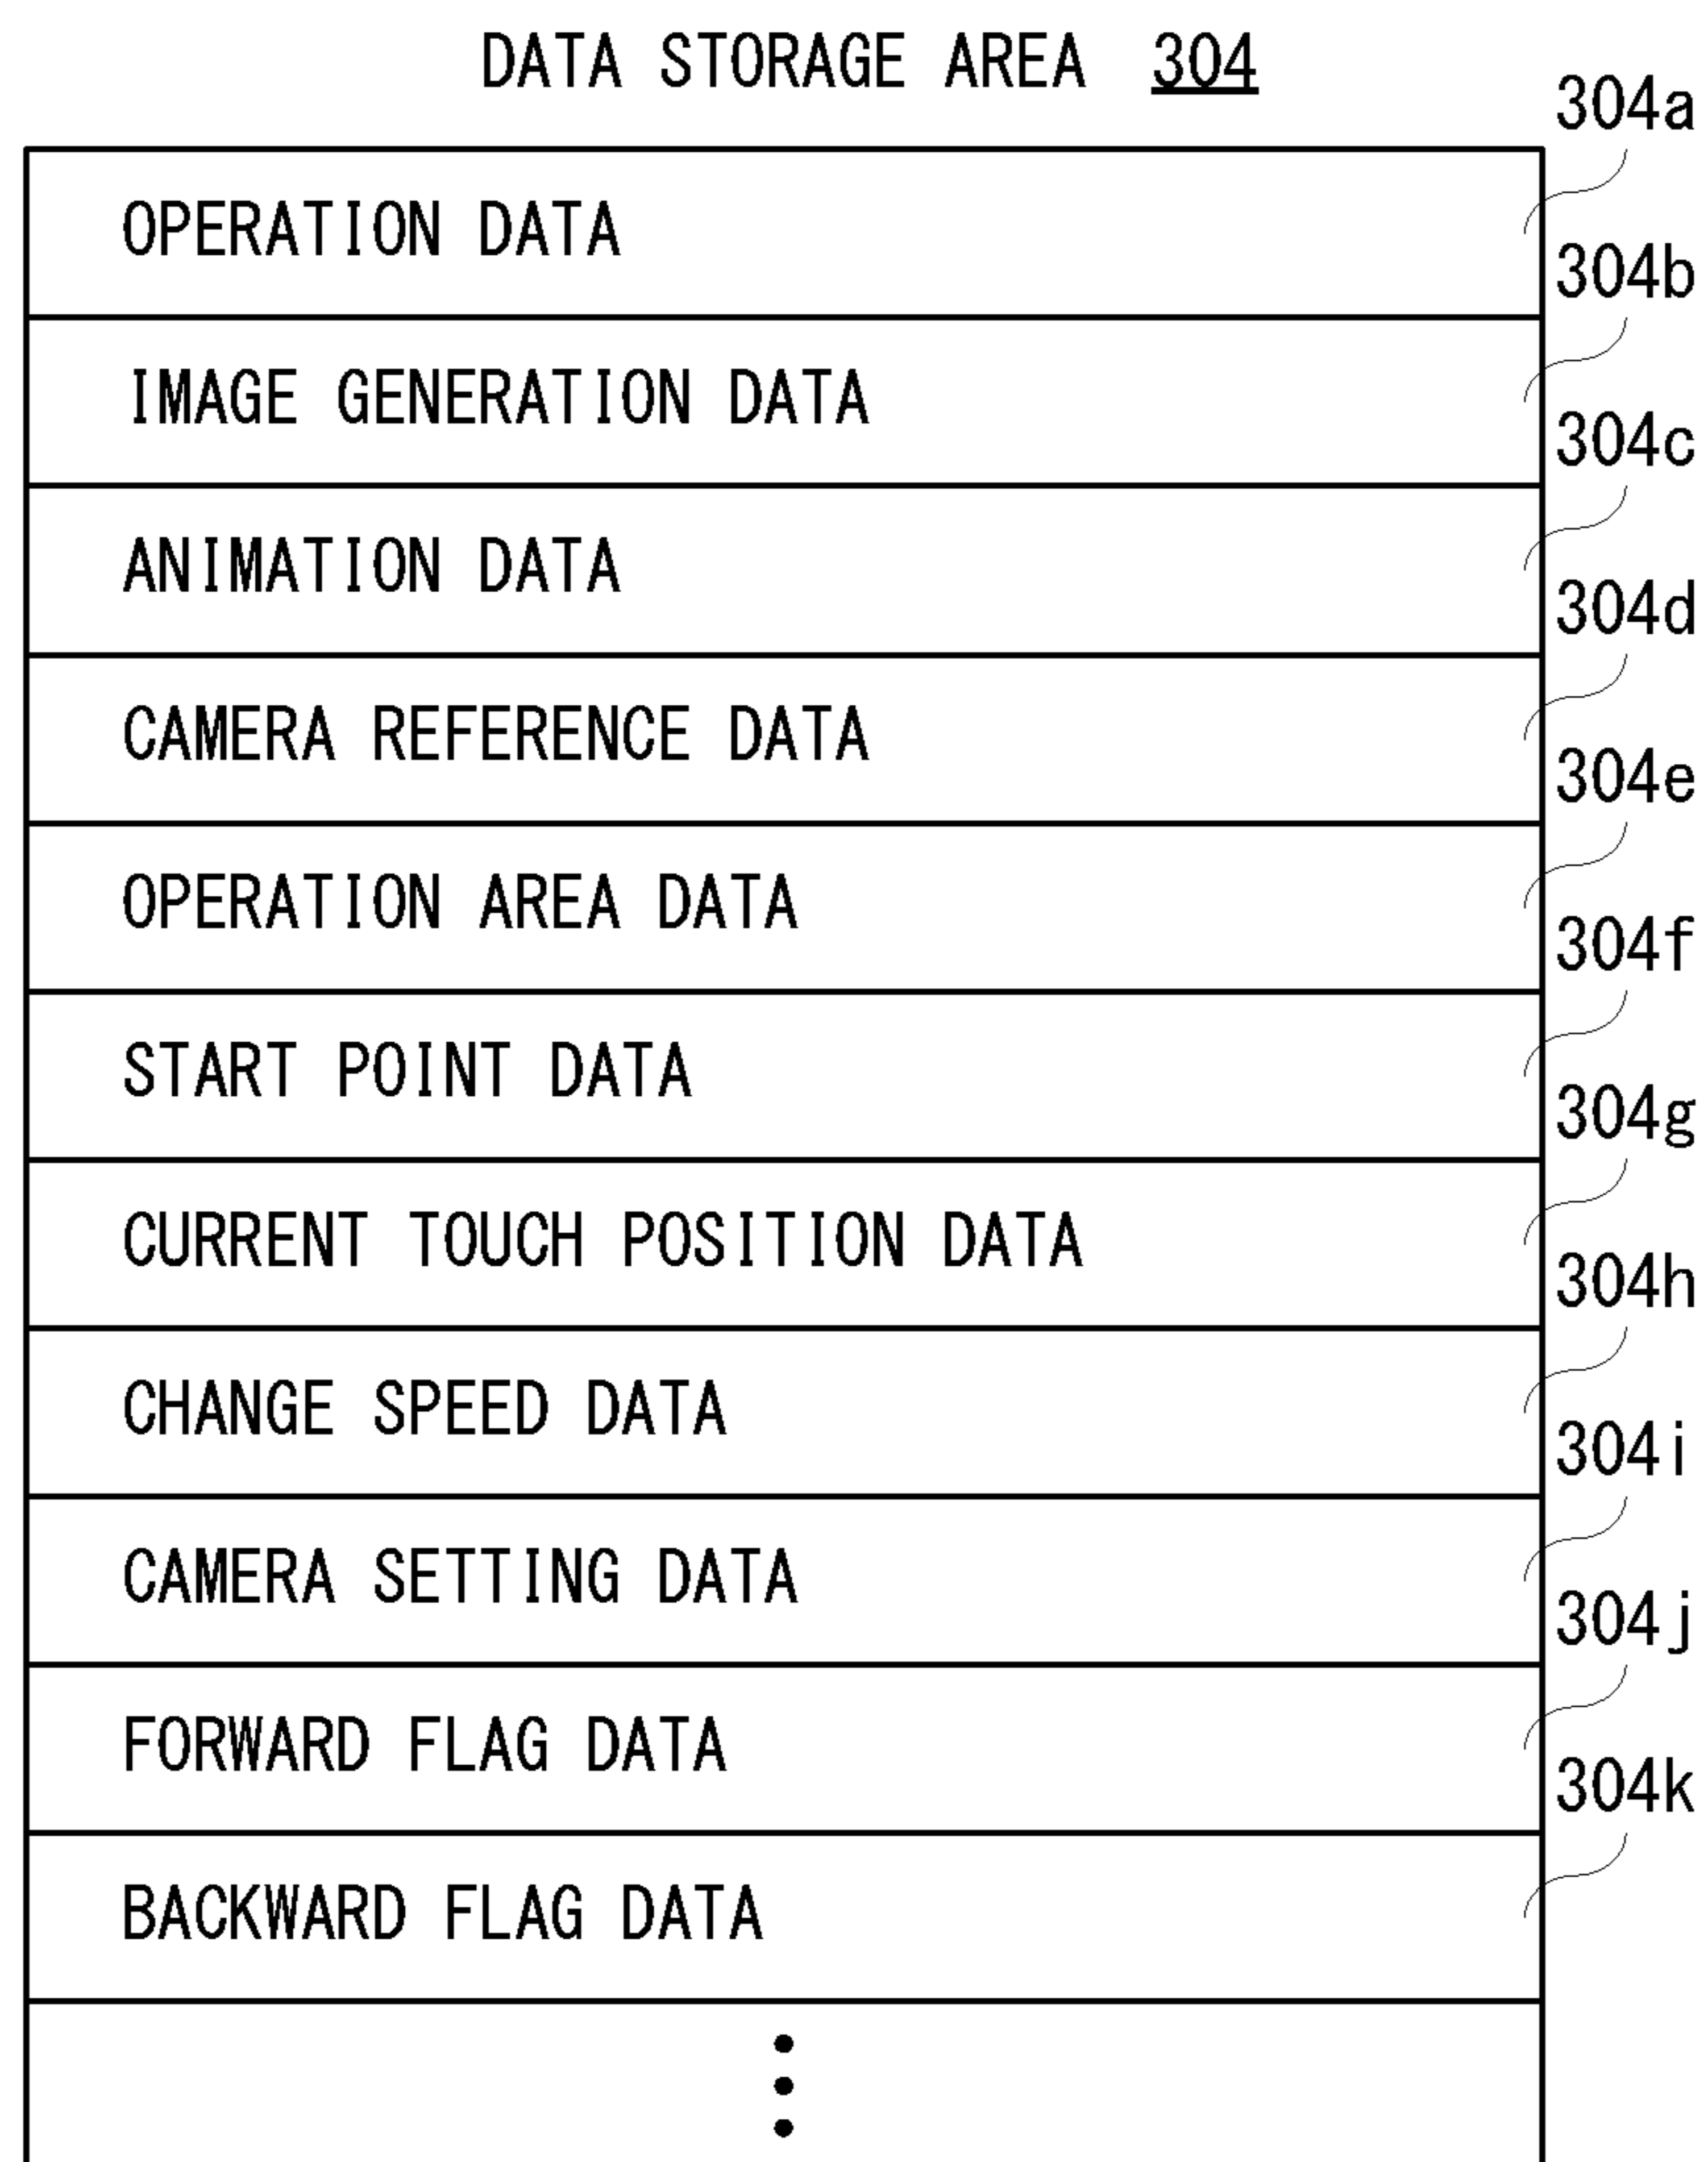 DATA STORAGE AREA 304
304a
OPERATION DATA
304b
IMAGE GENERATION DATA
304c
ANIMATION DATA
304d
CAMERA REFERENCE DATA
304e
OPERATION AREA DATA
304f
START POINT DATA
304g
CURRENT TOUCH POSITION DATA
304h
CHANGE SPEED DATA
304i
CAMERA SETTING DATA
304j
FORWARD FLAG DATA
304k
BACKWARD FLAG DATA